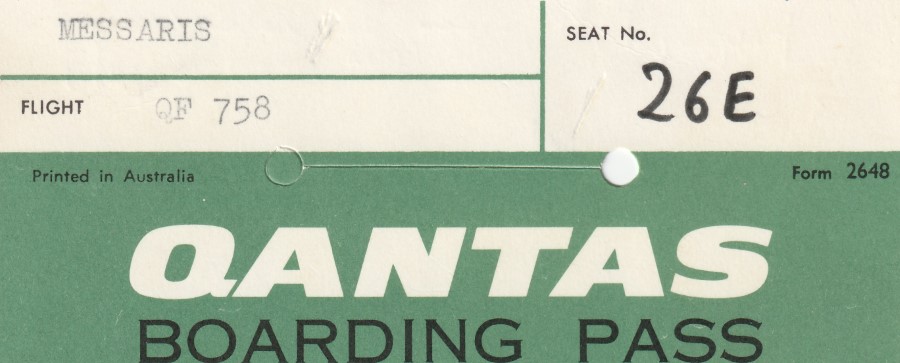 MESSARIS
SEAT No.
26E
FLIGHT QF 758
Printed in Australia
Form 2648
QANTAS
BOARDING PASS